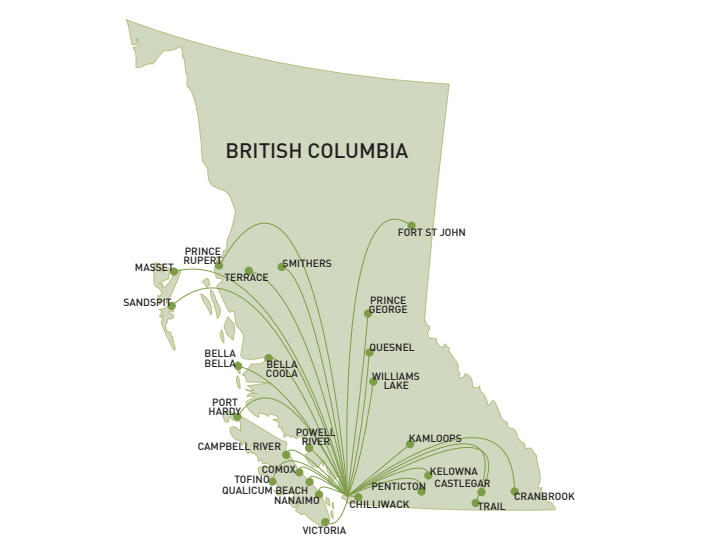 BRITISH COLUMBIA
FORT ST JOHN
PRINCE
RUPERT
MASSET
SMITHERS
TERRACE
SANDSPIT
PRINCE
GEORGE
QUESNEL
BELLA
BELLA
BELLA
COOLA
WILLIAMS
LAKE
PORT
HARDY
POWELL
RIVER
CAMPBELL RIVER
KAMLOOPS
COMOX
TOFINO
QUALICUM BEACH
NANAIMO
KELOWNA
PENTICTON
CASTLEGAR
CRANBROOK
CHILLIWACK
TRAIL
VICTORIA